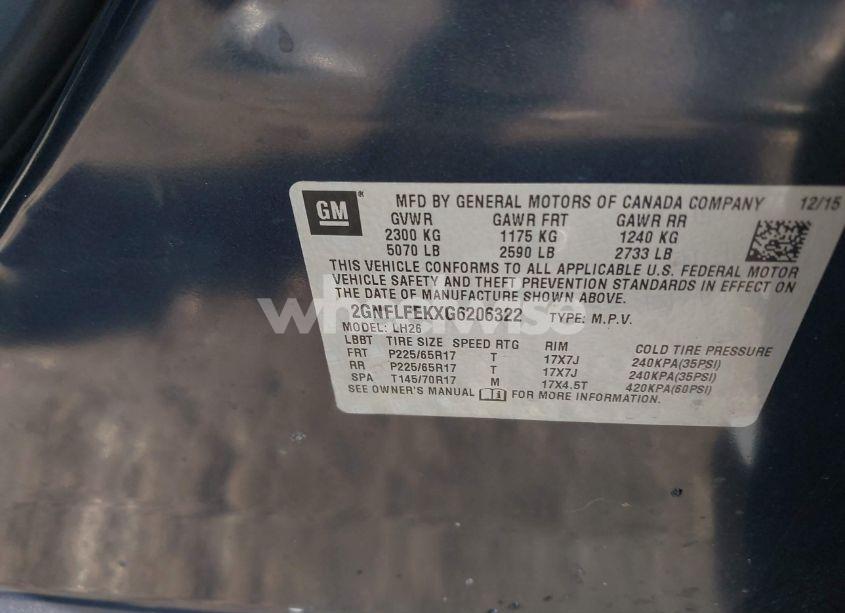 GM ®
MFD BY GENERAL MOTORS OF CANADA COMPANY 12/15
GVWR GAWR FRT GAWR RR
2300 KG 1175 KG 1240 KG
5070 LB 2590 LB 2733 LB
THIS VEHICLE CONFORMS TO ALL APPLICABLE U.S. FEDERAL MOTOR
VEHICLE SAFETY AND THEFT PREVENTION STANDARDS IN EFFECT ON
THE DATE OF MANUFACTURE SHOWN ABOVE.
2GNFLFEKXG6206322 TYPE: M.P.V.
MODEL: LH26
LBBT TIRE SIZE SPEED RTG RIM COLD TIRE PRESSURE
FRT P225/65R17 T 17X7J 240KPA(35PSI)
RR P225/65R17 T 17X7J 240KPA(35PSI)
SPA T145/70R17 M 17X4.5T 420KPA(60PSI)
SEE OWNER'S MANUAL FOR MORE INFORMATION.
wheelwise